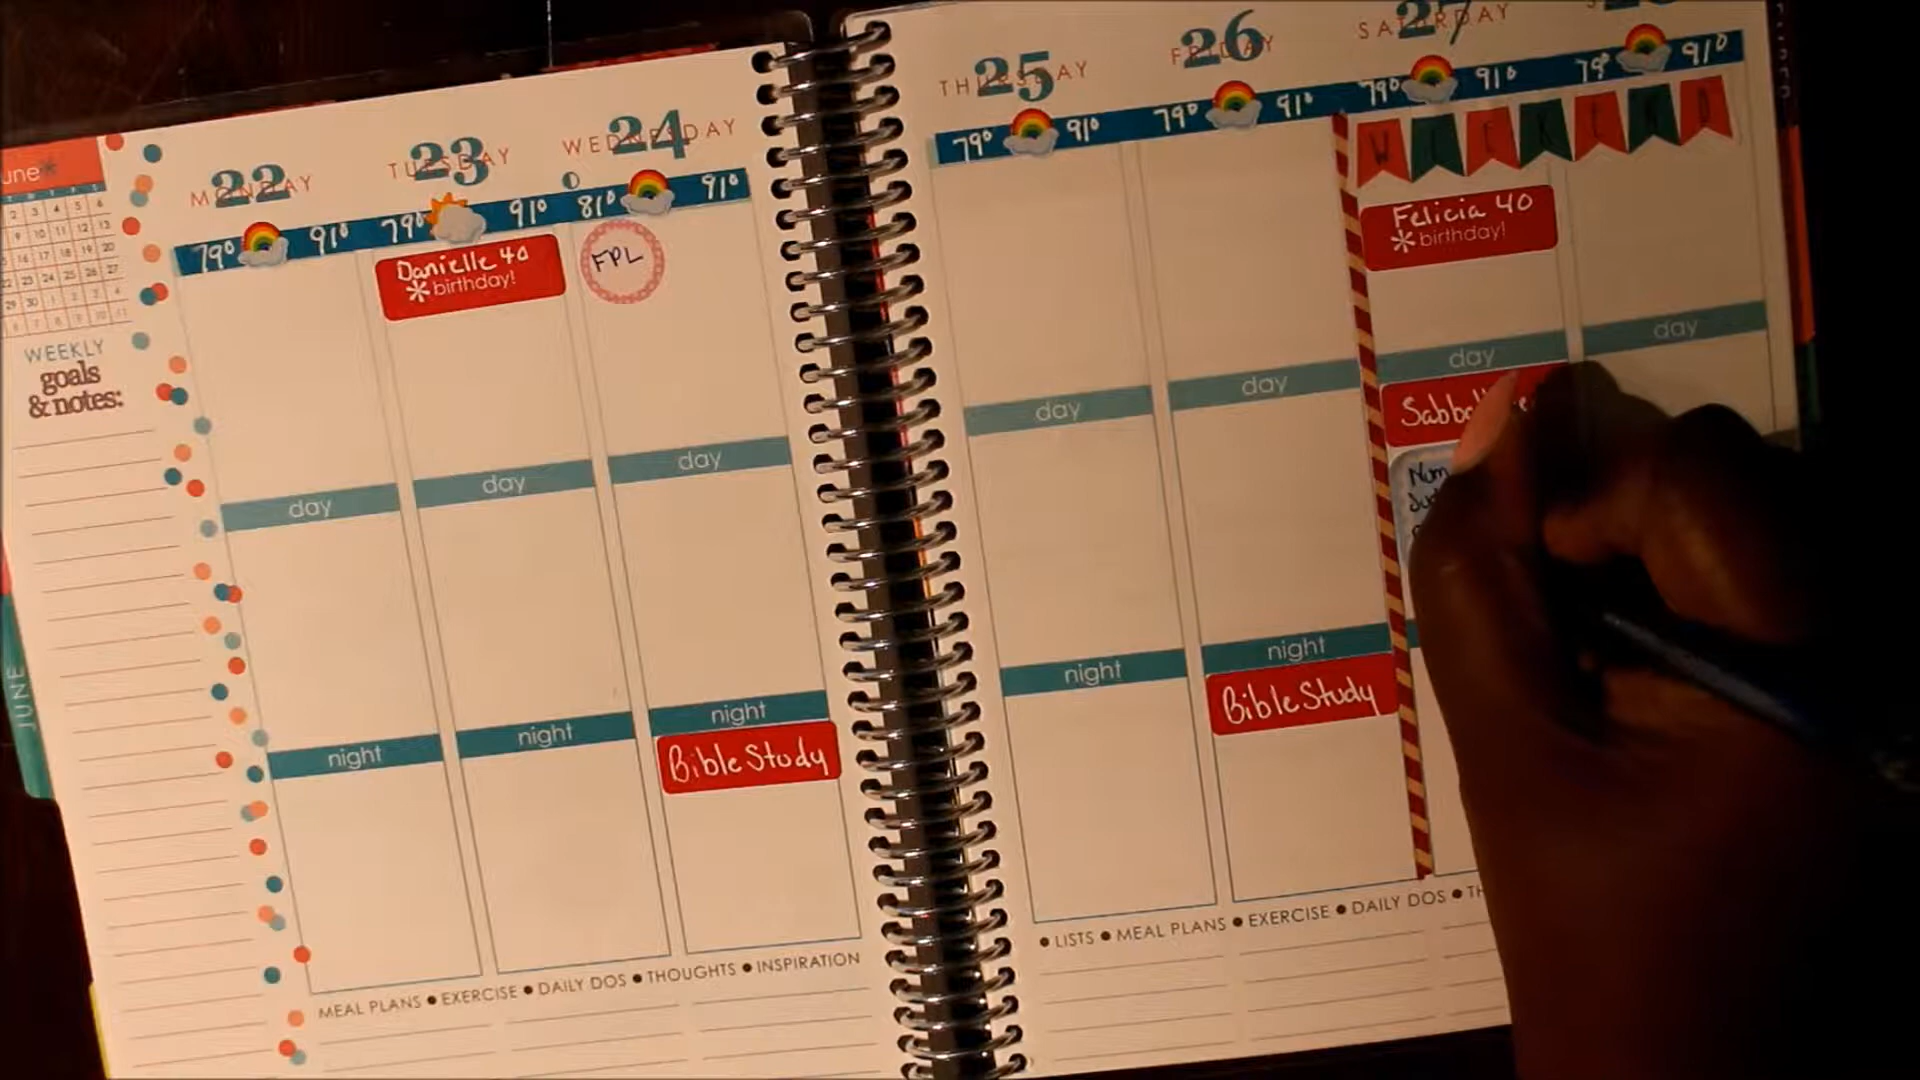 22
MONDAY
23
TUESDAY
24
WEDNESDAY
25
THURSDAY
26
FRIDAY
27
SATURDAY
79° 91°
79° 91°
81° 91°
79° 91°
79° 91°
79° 91°
79° 91°
WEEKEND
Danielle 40
*birthday!
FPL
Felicia 40
*birthday!
WEEKLY
goals
& notes:
JUNE
day
day
day
day
day
day
day
night
night
night
night
night
Bible Study
Bible Study
MEAL PLANS ● EXERCISE ● DAILY DOS ● THOUGHTS ● INSPIRATION
● LISTS ● MEAL PLANS ● EXERCISE ● DAILY DOS ●